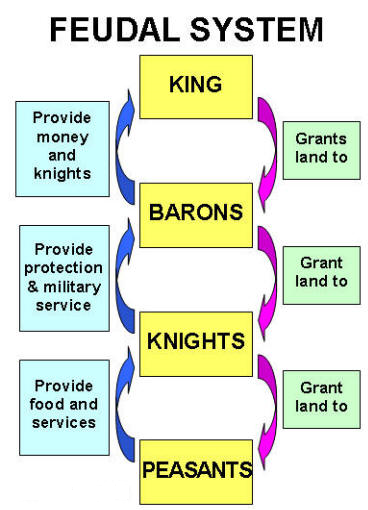 FEUDAL SYSTEM
KING
Provide
money
and
knights
Grants
land to
BARONS
Provide
protection
& military
service
Grant
land to
KNIGHTS
Provide
food and
services
Grant
land to
PEASANTS